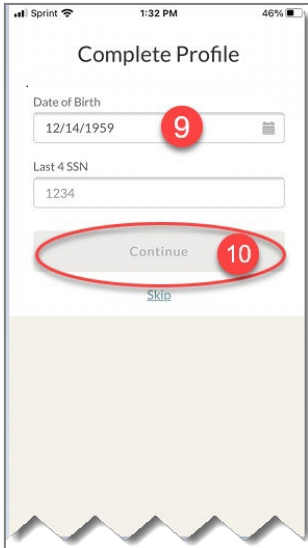 Sprint 1:32 PM 46%
Complete Profile
Date of Birth
12/14/1959 9
Last 4 SSN
1234
Continue 10
Skip